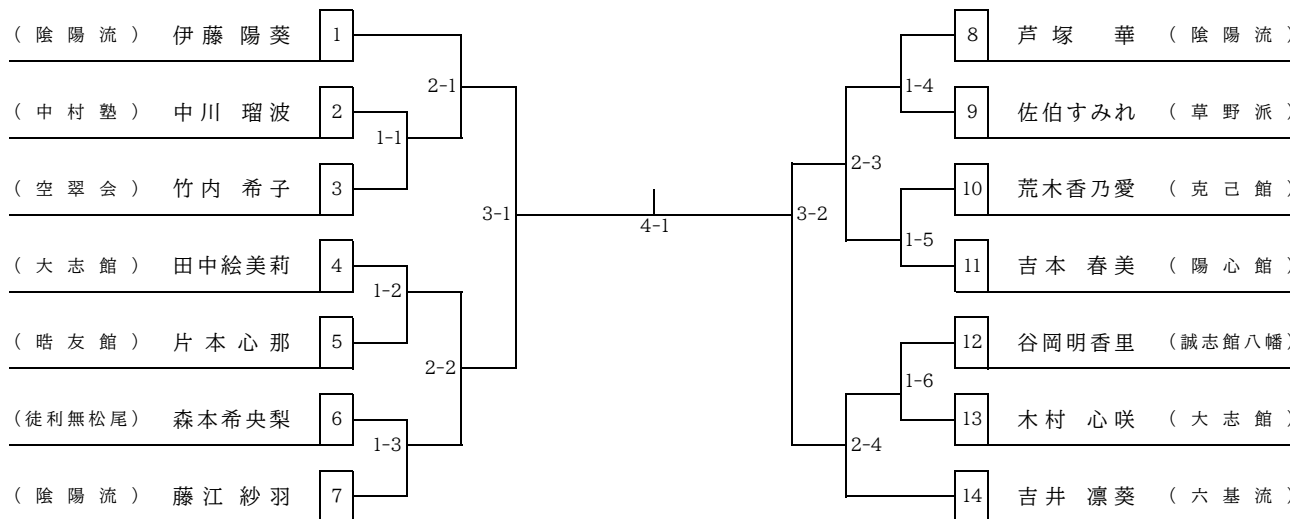 (陰陽流) 伊藤 陽葵 1
2-1
(中村塾) 中川 瑠波 2
1-1
(空翠会) 竹内 希子 3
3-1
(大志館) 田中絵美莉 4
1-2
(晧友館) 片本心那 5
2-2
(徒利無松尾) 森本希央梨 6
1-3
(陰陽流) 藤江 紗羽 7
4-1
8 芦塚 華 (陰陽流)
1-4
9 佐伯すみれ (草野派)
2-3
10 荒木香乃愛 (克己館)
3-2
1-5
11 吉本 春美 (陽心館)
12 谷岡明香里 (誠志館八幡)
1-6
13 木村 心咲 (大志館)
2-4
14 吉井 凛葵 (六基流)